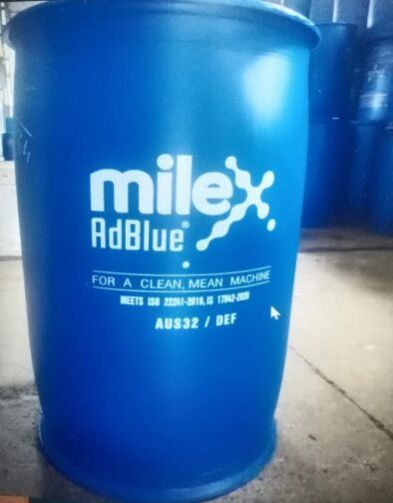 milex
AdBlue®
FOR A CLEAN, MEAN MACHINE
MEETS ISO 22241-2019, IS 17042-2020
AUS32 / DEF